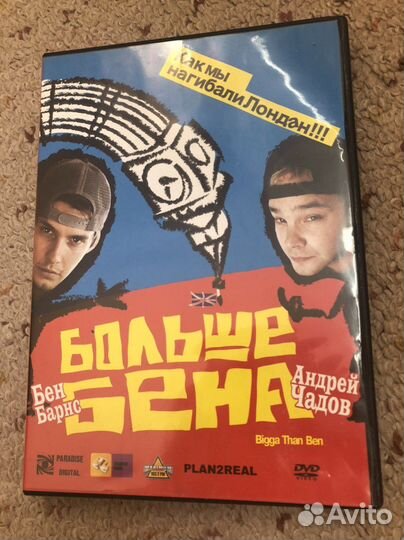 Как мы
нагибали Лондон!!!
БОЛЬШЕ
БЕНА
Бен
Барнс
Андрей
Чадов
Bigga Than Ben
PARADISE
DIGITAL
PLAN2REAL
DVD
VIDEO
Avito